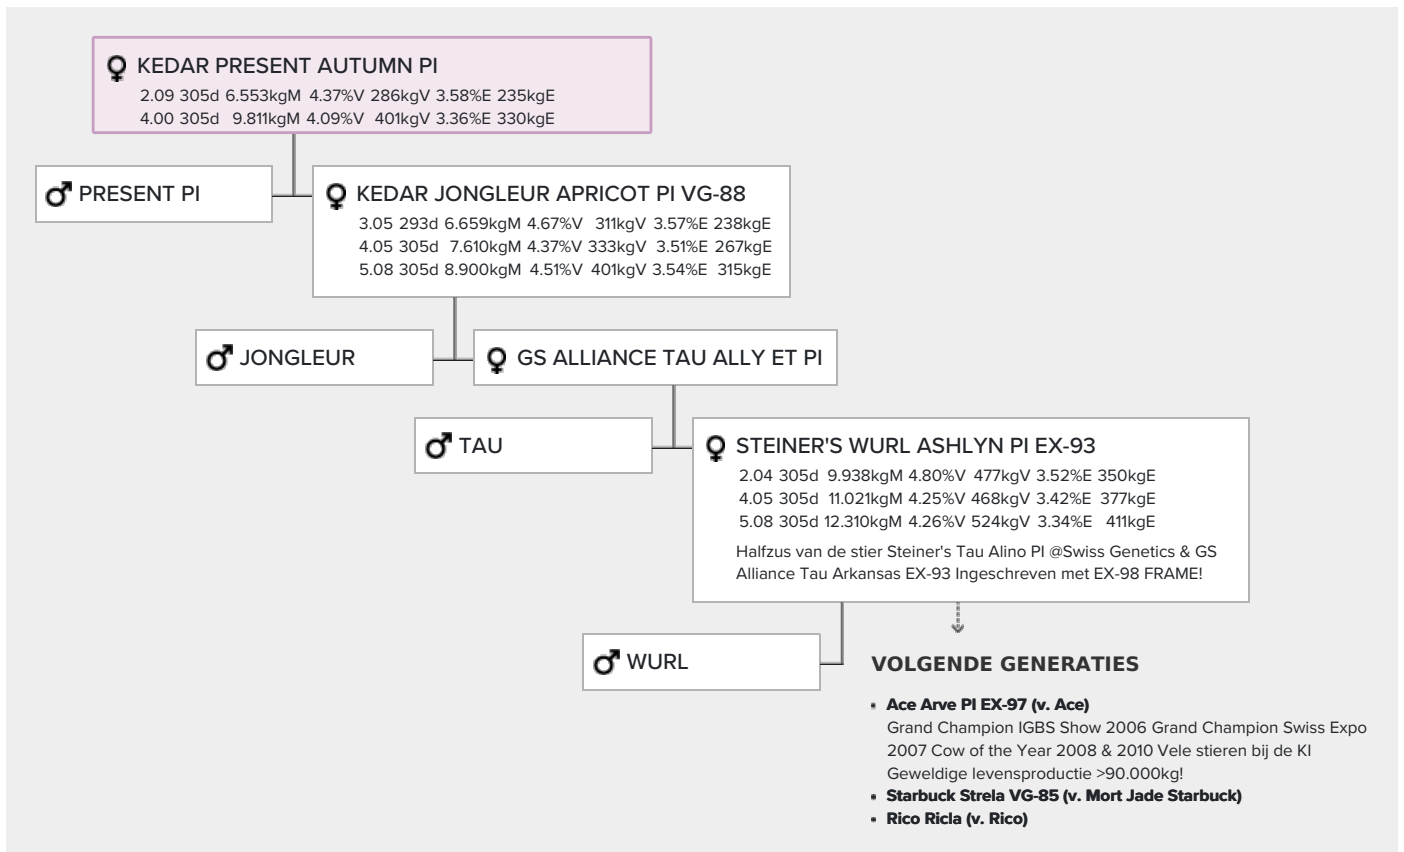 KEDAR PRESENT AUTUMN PI
2.09 305d 6.553kgM 4.37%V 286kgV 3.58%E 235kgE
4.00 305d 9.811kgM 4.09%V 401kgV 3.36%E 330kgE
PRESENT PI
KEDAR JONGLEUR APRICOT PI VG-88
3.05 293d 6.659kgM 4.67%V 311kgV 3.57%E 238kgE
4.05 305d 7.610kgM 4.37%V 333kgV 3.51%E 267kgE
5.08 305d 8.900kgM 4.51%V 401kgV 3.54%E 315kgE
JONGLEUR
GS ALLIANCE TAU ALLY ET PI
TAU
STEINER'S WURL ASHLYN PI EX-93
2.04 305d 9.938kgM 4.80%V 477kgV 3.52%E 350kgE
4.05 305d 11.021kgM 4.25%V 468kgV 3.42%E 377kgE
5.08 305d 12.310kgM 4.26%V 524kgV 3.34%E 411kgE
Halfzus van de stier Steiner's Tau Alino PI @Swiss Genetics & GS
Alliance Tau Arkansas EX-93 Ingeschreven met EX-98 FRAME!
WURL
VOLGENDE GENERATIES
• Ace Arve PI EX-97 (v. Ace)
Grand Champion IGBS Show 2006 Grand Champion Swiss Expo
2007 Cow of the Year 2008 & 2010 Vele stieren bij de KI
Geweldige levensproductie >90.000kg!
• Starbuck Strela VG-85 (v. Mort Jade Starbuck)
• Rico Ricla (v. Rico)